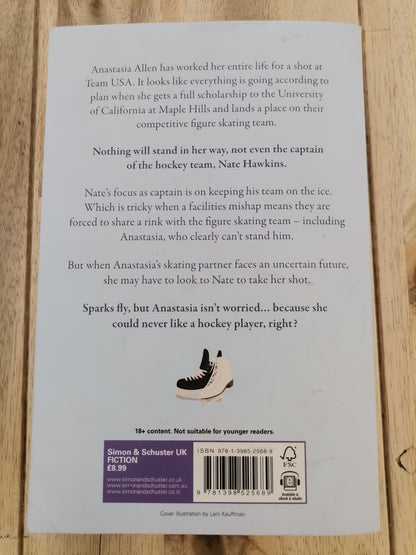 Anastasia Allen has worked her entire life for a shot at
Team USA. It looks like everything is going according to
plan when she gets a full scholarship to the University
of California at Maple Hills and lands a place on their
competitive figure skating team.
Nothing will stand in her way, not even the captain
of the hockey team, Nate Hawkins.
Nate's focus as captain is on keeping his team on the ice.
Which is tricky when a facilities mishap means they are
forced to share a rink with the figure skating team – including
Anastasia, who clearly can't stand him.
But when Anastasia's skating partner faces an uncertain future,
she may have to look to Nate to take her shot.
Sparks fly, but Anastasia isn't worried... because she
could never like a hockey player, right?
18+ content. Not suitable for younger readers.
Simon & Schuster UK
FICTION
£8.99
www.simonandschuster.co.uk
www.simonandschuster.com.au
www.simonandschuster.co.in
ISBN 978-1-3985-2568-9
9 781398 525689
FSC
Available in
eBook & eAudio
Cover Illustration by Leni Kauffman.